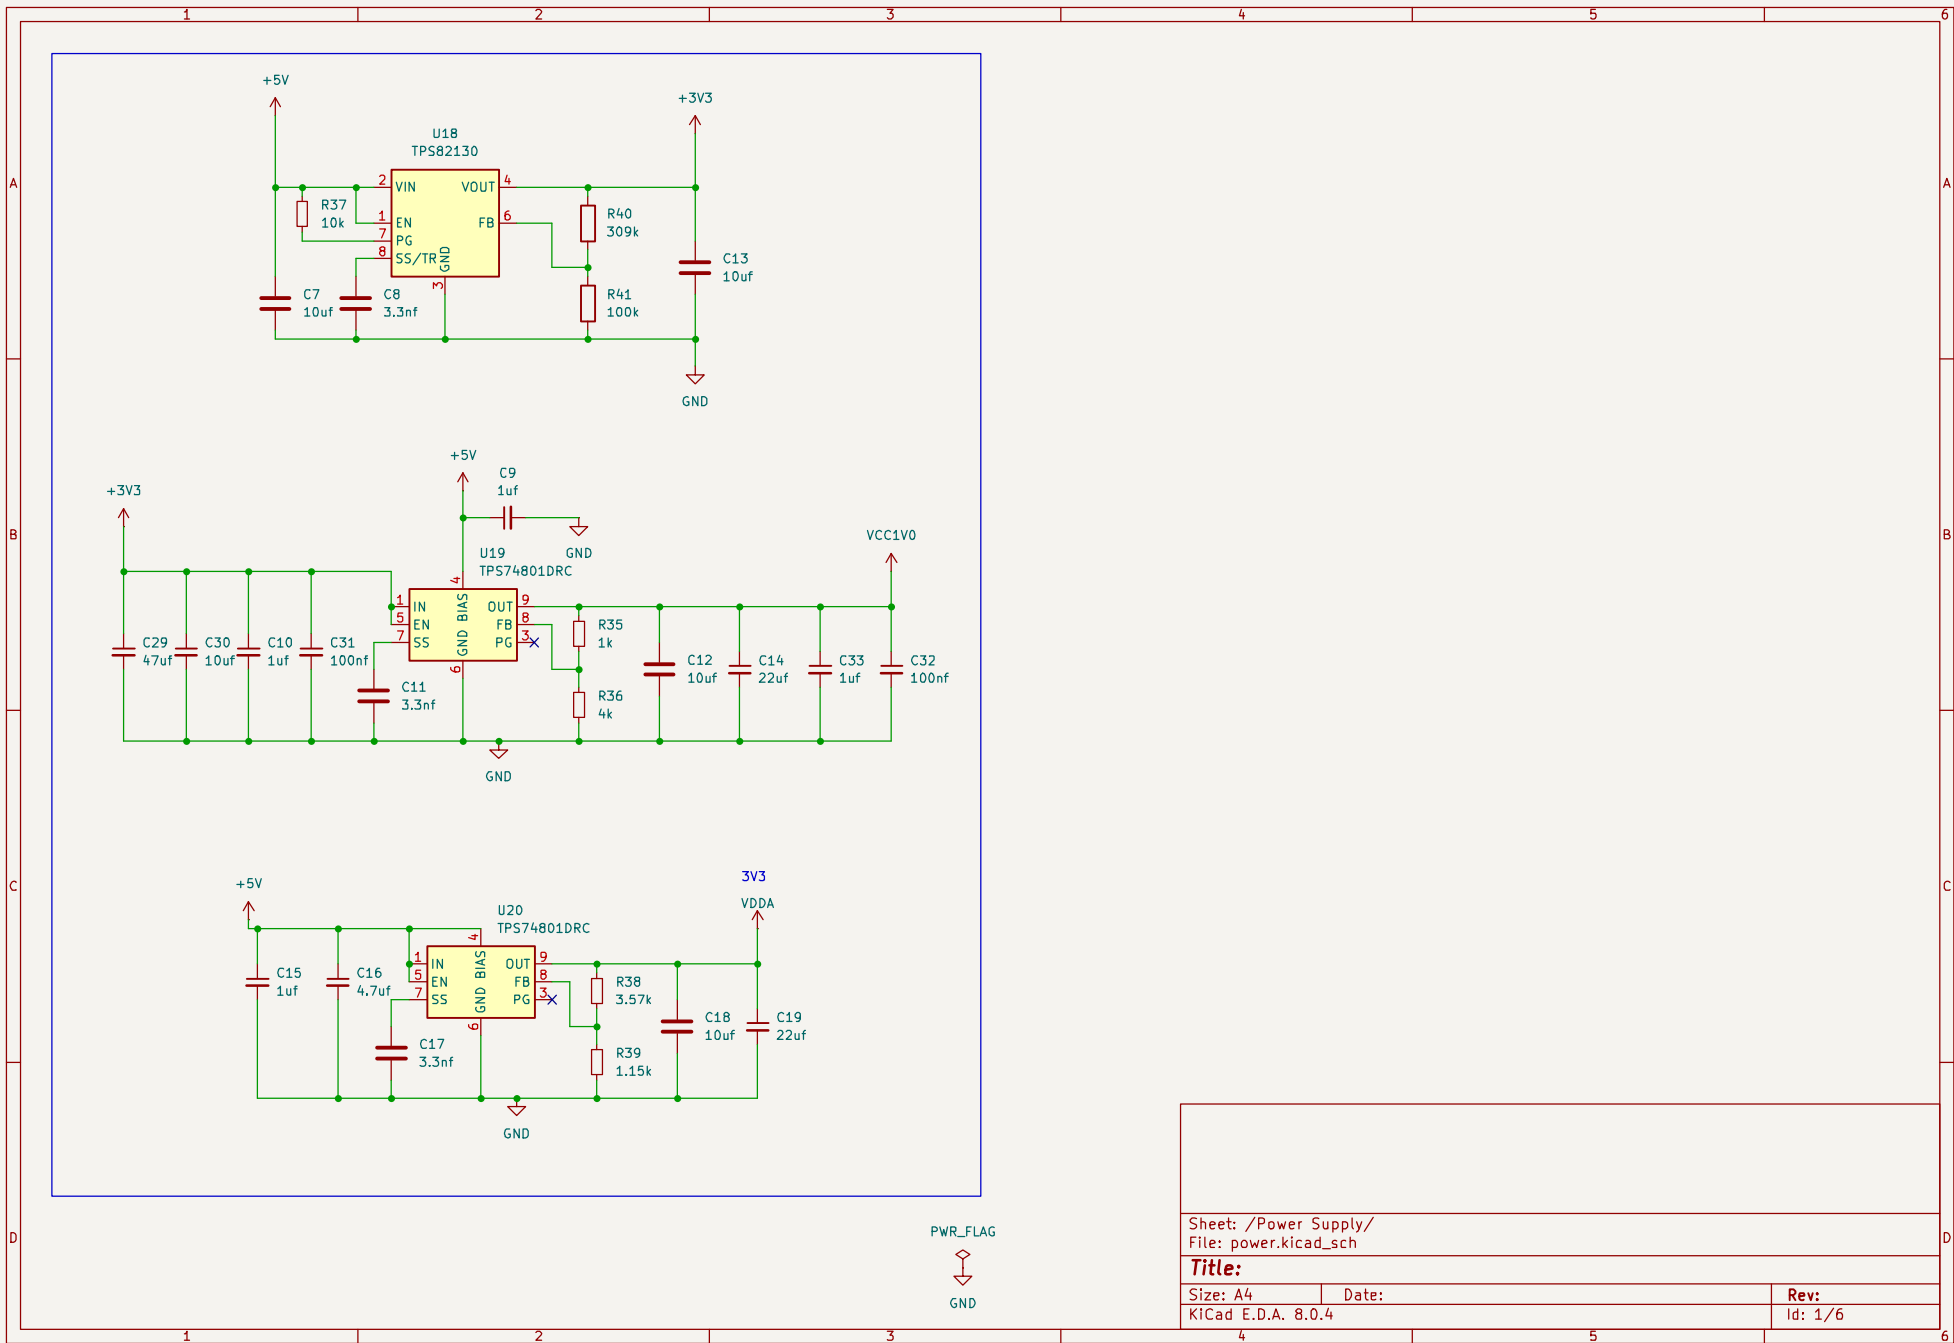 1 2 3 4 5 6
A A
B B
C C
D D
+5V
+3V3
U18
TPS82130
2 VIN VOUT 4
1 EN FB 6
7 PG
8 SS/TR
GND
3
R37
10k
R40
309k
R41
100k
C7
10uf
C8
3.3nf
C13
10uf
GND
+3V3
+5V
C9
1uf
GND
U19
TPS74801DRC
VCC1V0
4
BIAS
1 IN OUT 9
5 EN FB 8
7 SS PG 3
GND
6
C29
47uf
C30
10uf
C10
1uf
C31
100nf
C11
3.3nf
R35
1k
R36
4k
C12
10uf
C14
22uf
C33
1uf
C32
100nf
GND
+5V
3V3
VDDA
U20
TPS74801DRC
4
BIAS
1 IN OUT 9
5 EN FB 8
7 SS PG 3
GND
6
C15
1uf
C16
4.7uf
C17
3.3nf
R38
3.57k
R39
1.15k
C18
10uf
C19
22uf
GND
PWR_FLAG
GND
Sheet: /Power Supply/
File: power.kicad_sch
Title:
Size: A4 Date: Rev:
KiCad E.D.A. 8.0.4 Id: 1/6
1 2 3 4 5 6